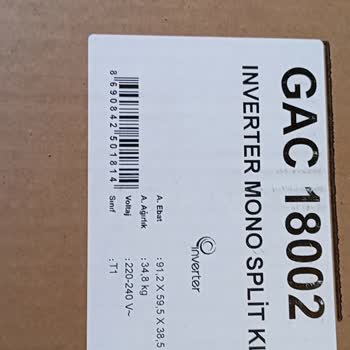 GAC 18002
INVERTER MONO SPLİT
inverter
A. Ebat : 91,2 X 59,5 X 38,5
A. Ağırlık : 34,8 kg
Voltaj : 220-240 V~
Sınıf : T1
8 690842 501814